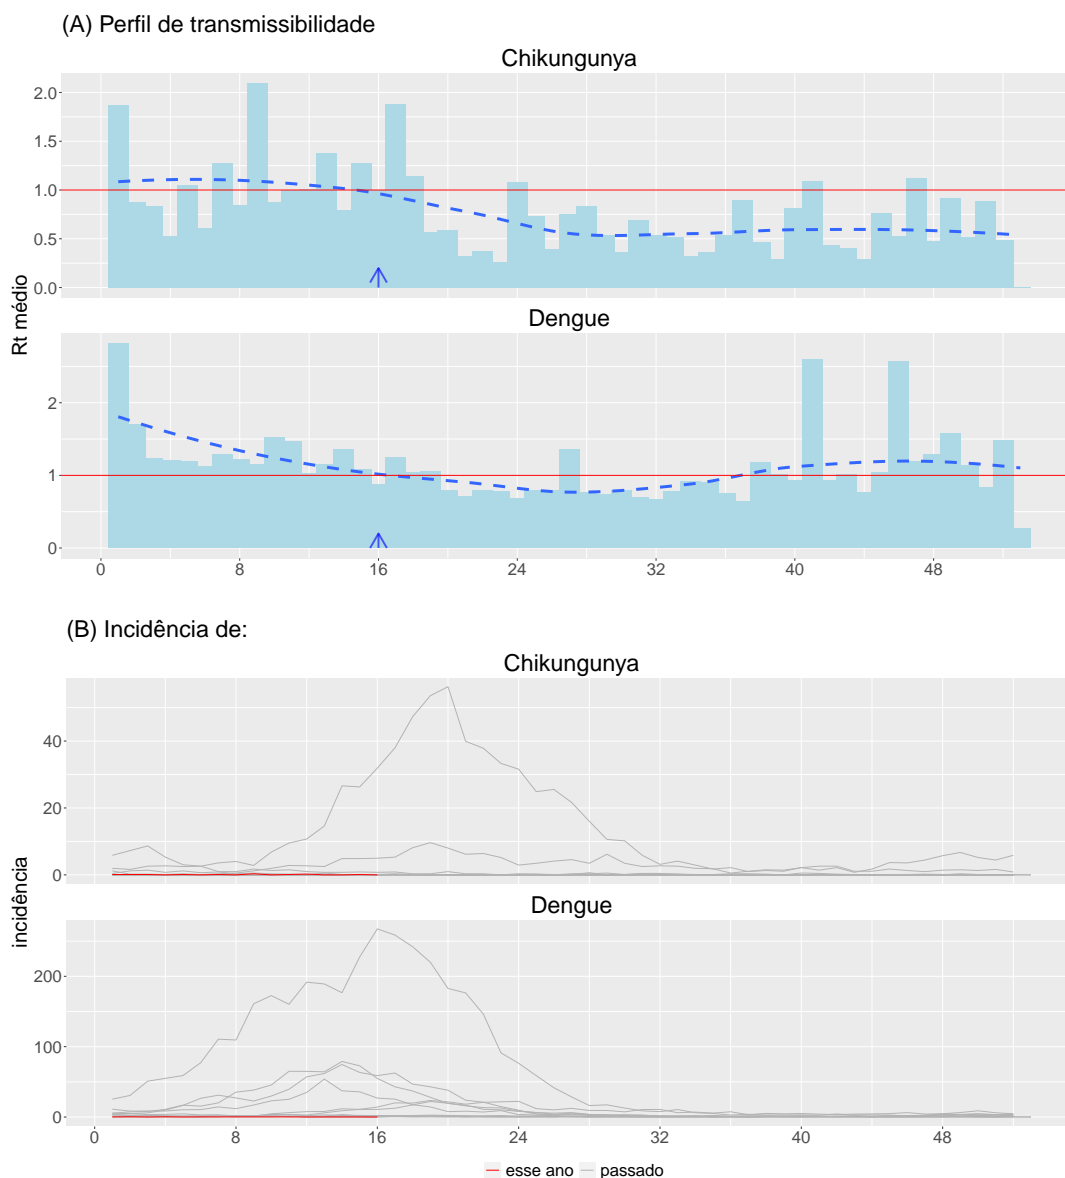 (A) Perfil de transmissibilidade
Chikungunya
2.0
1.5
1.0
0.5
0.0
Rt médio
Dengue
2
1
0
0 8 16 24 32 40 48
(B) Incidência de:
Chikungunya
40
20
0
incidência
Dengue
200
100
0
0 8 16 24 32 40 48
esse ano passado